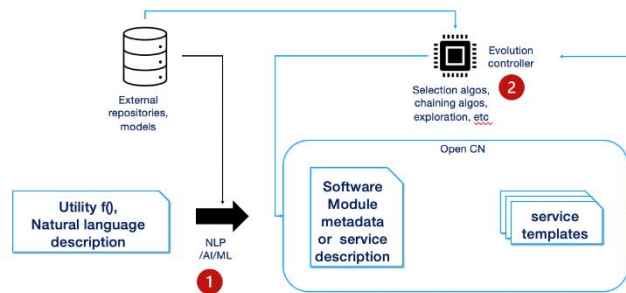 External
repositories,
models
Evolution
controller
2
Selection algos,
chaining algos,
exploration, etc
Open CN
Utility f(),
Natural language
description
NLP
/AI/ML
1
Software
Module
metadata
or service
description
service
templates